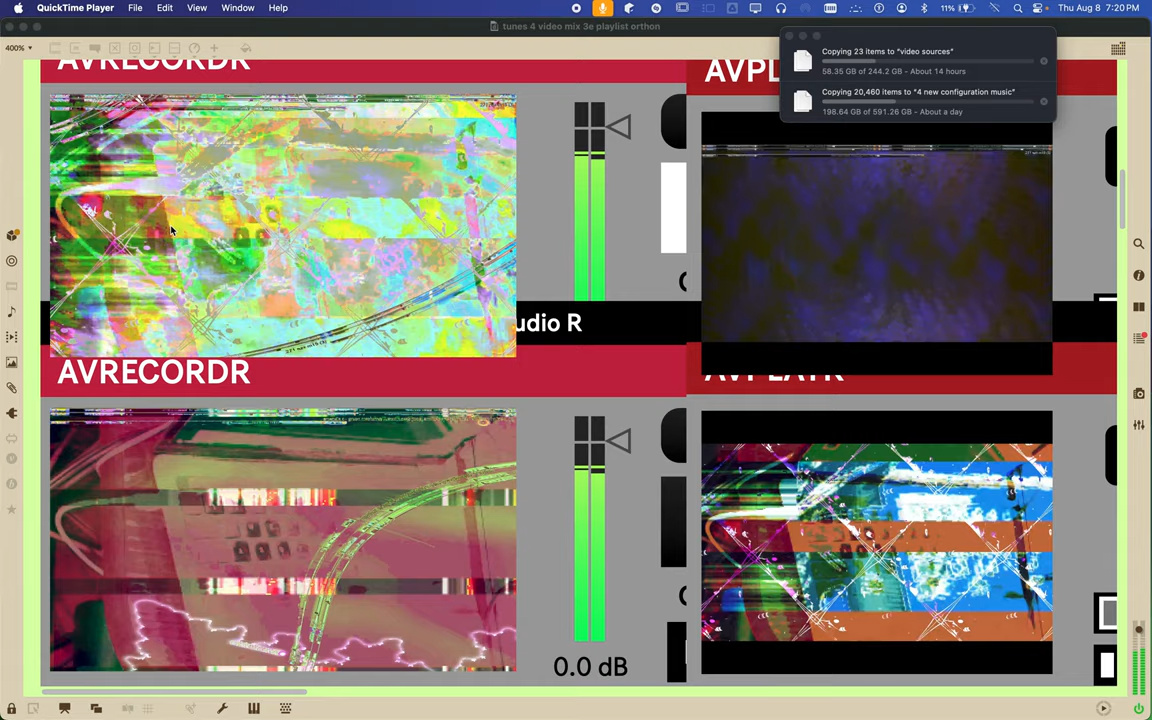 QuickTime Player File Edit View Window Help 11% Thu Aug 8 7:20 PM
tunes 4 video mix 3e playlist orthon
400%
Copying 23 items to "video sources"
58.35 GB of 244.2 GB - About 14 hours
Copying 20,460 items to "4 new configuration music"
198.64 GB of 591.26 GB - About a day
AVRECORDR
AVPL
udio R
AVRECORDR
AVPLAYR
0.0 dB